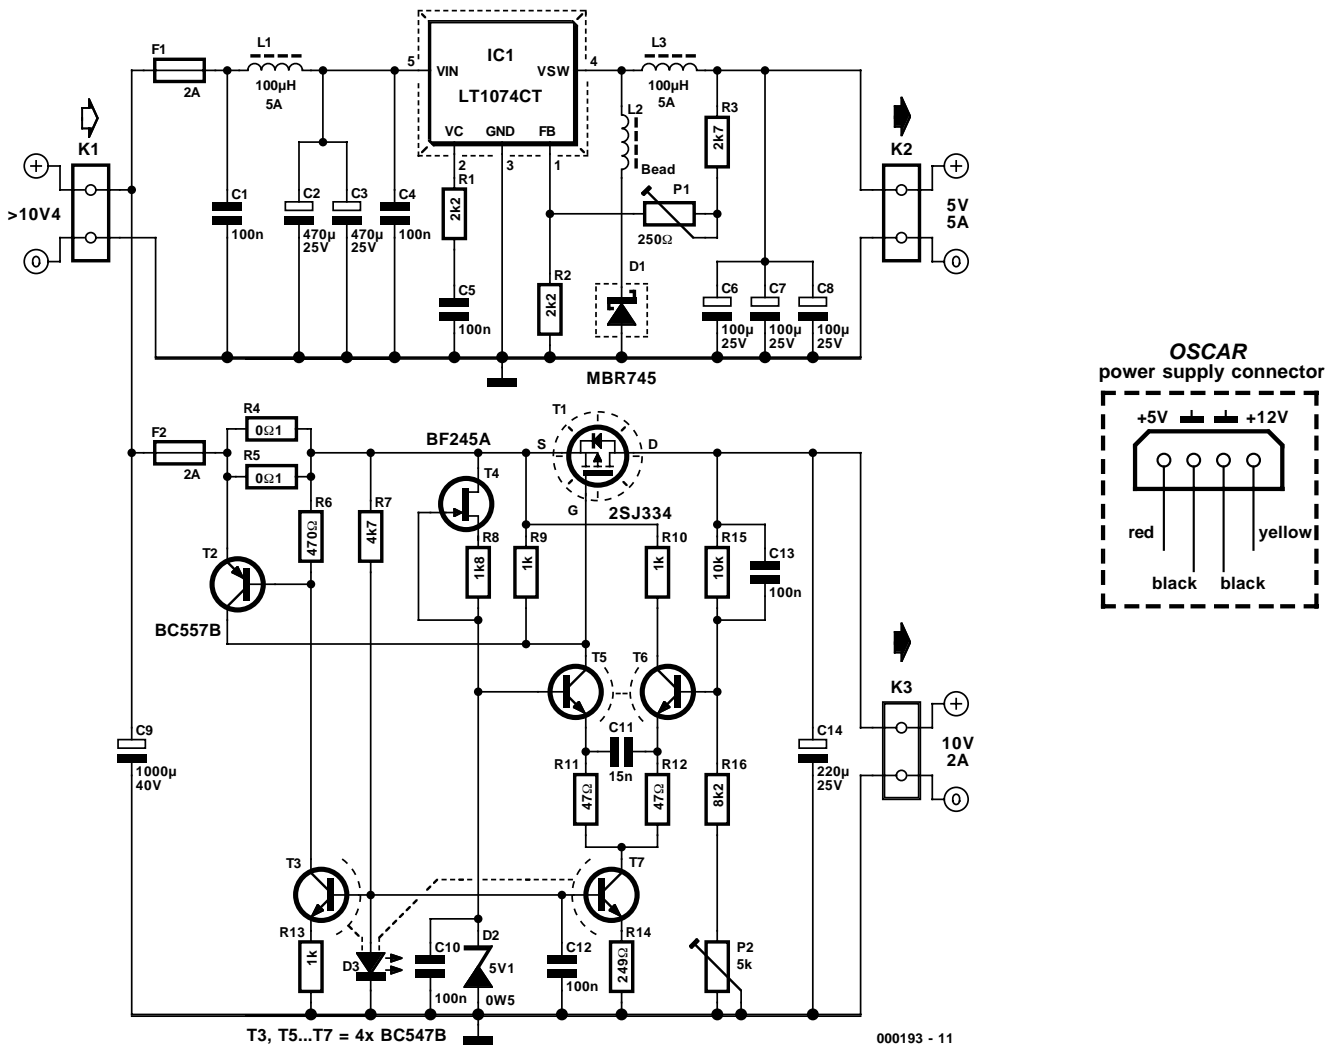 F1
2A
L1
100µH
5A
5
VIN
IC1
LT1074CT
VSW
4
VC
GND
FB
2
3
1
L3
100µH
5A
L2
Bead
R3
2k7
P1
250Ω
K1
+
>10V4
0
C1
100n
C2
470µ
25V
C3
470µ
25V
C4
100n
R1
2k2
C5
100n
R2
2k2
D1
MBR745
C6
100µ
25V
C7
100µ
25V
C8
100µ
25V
K2
+
5V
5A
0
OSCAR
power supply connector
+5V
+12V
red
yellow
black
black
F2
2A
R4
0Ω1
R5
0Ω1
R6
470Ω
R7
4k7
T2
BC557B
BF245A
T4
R8
1k8
R9
1k
T1
S
D
G
2SJ334
R10
1k
R15
10k
C13
100n
T5
T6
C11
15n
R11
47Ω
R12
47Ω
R16
8k2
C14
220µ
25V
K3
+
10V
2A
0
C9
1000µ
40V
T3
T7
R13
1k
D3
C10
100n
D2
5V1
0W5
C12
100n
R14
249Ω
P2
5k
T3, T5...T7 = 4x BC547B
000193 - 11